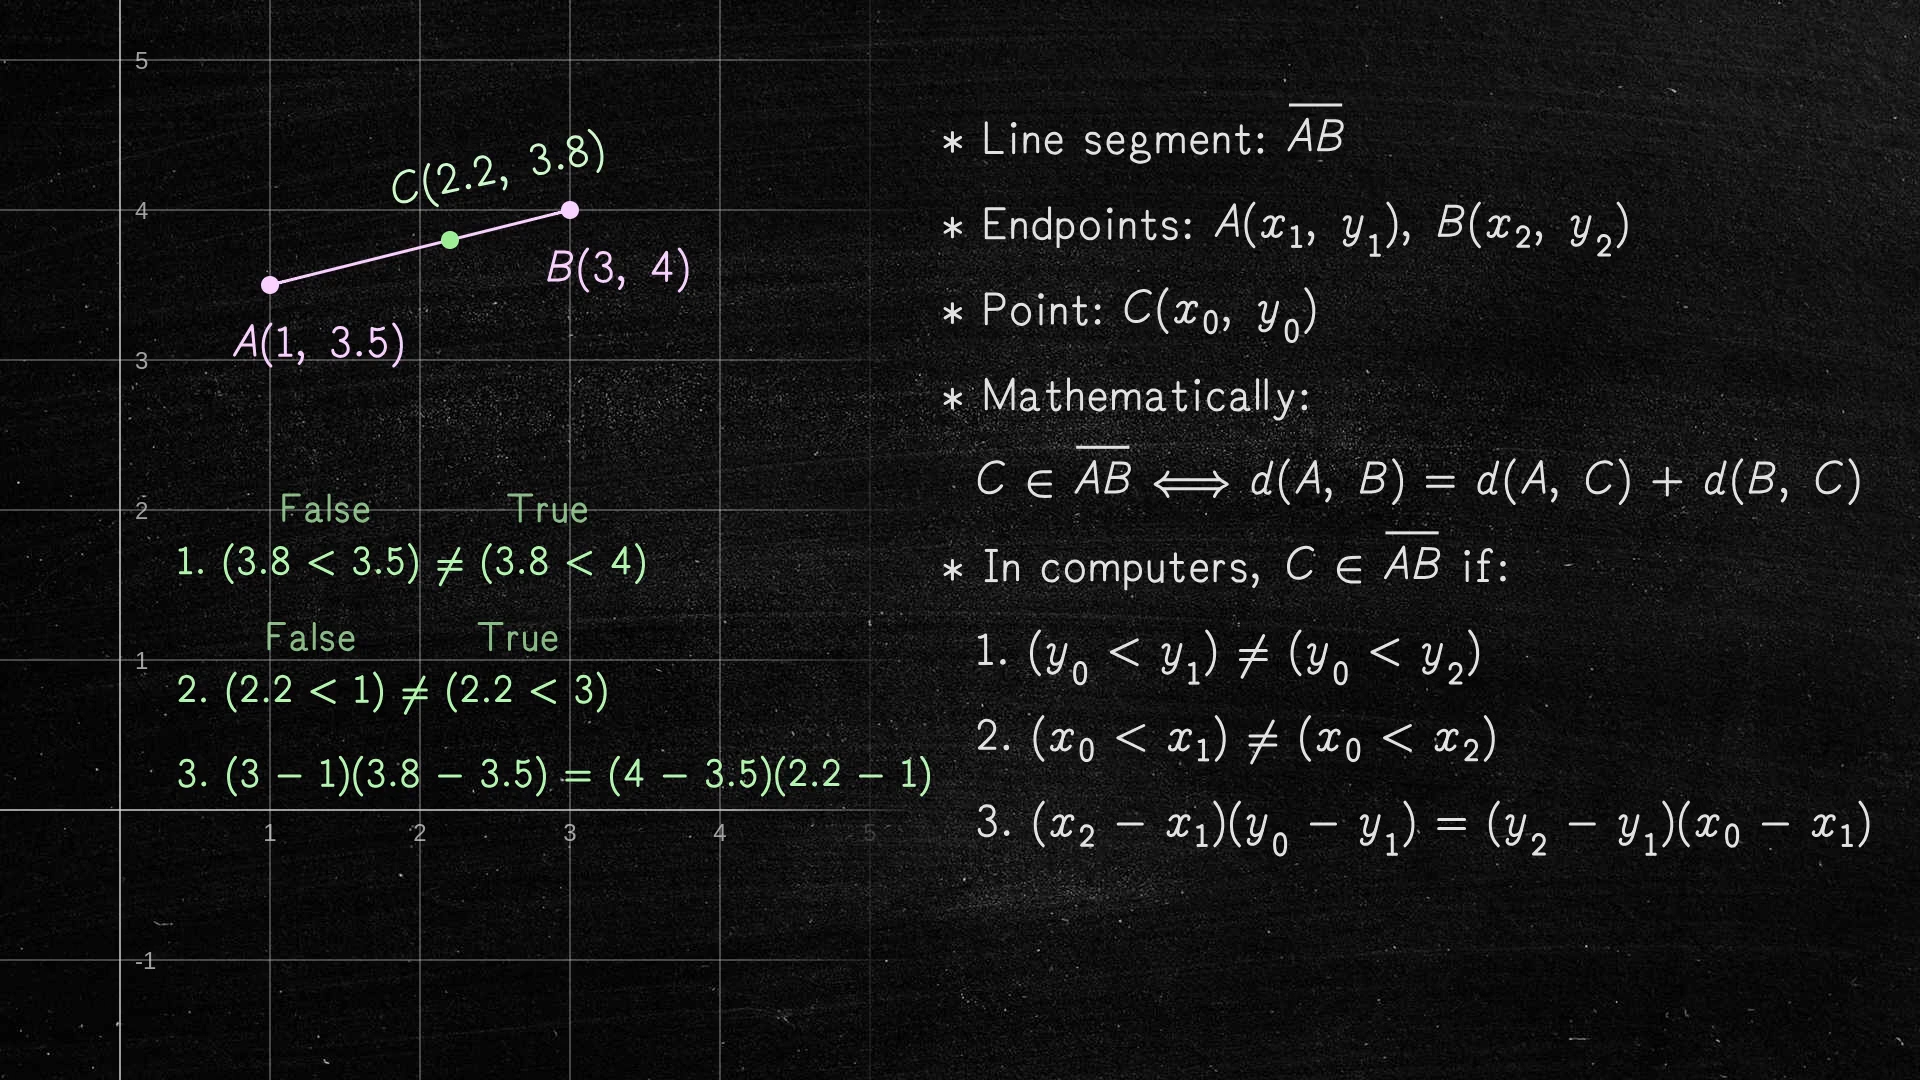 5
C(2.2, 3.8)
4
B(3, 4)
A(1, 3.5)
3
False True
2
1. (3.8 < 3.5) ≠ (3.8 < 4)
False True
1
2. (2.2 < 1) ≠ (2.2 < 3)
3. (3 − 1)(3.8 − 3.5) = (4 − 3.5)(2.2 − 1)
1 2 3 4 5
-1
* Line segment: A̅B̅
* Endpoints: A(x₁, y₁), B(x₂, y₂)
* Point: C(x₀, y₀)
* Mathematically:
C ∈ A̅B̅ ⟺ d(A, B) = d(A, C) + d(B, C)
* In computers, C ∈ A̅B̅ if:
1. (y₀ < y₁) ≠ (y₀ < y₂)
2. (x₀ < x₁) ≠ (x₀ < x₂)
3. (x₂ − x₁)(y₀ − y₁) = (y₂ − y₁)(x₀ − x₁)